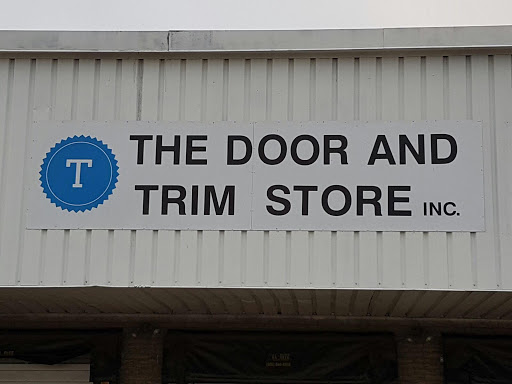 T
THE DOOR AND
TRIM STORE INC.